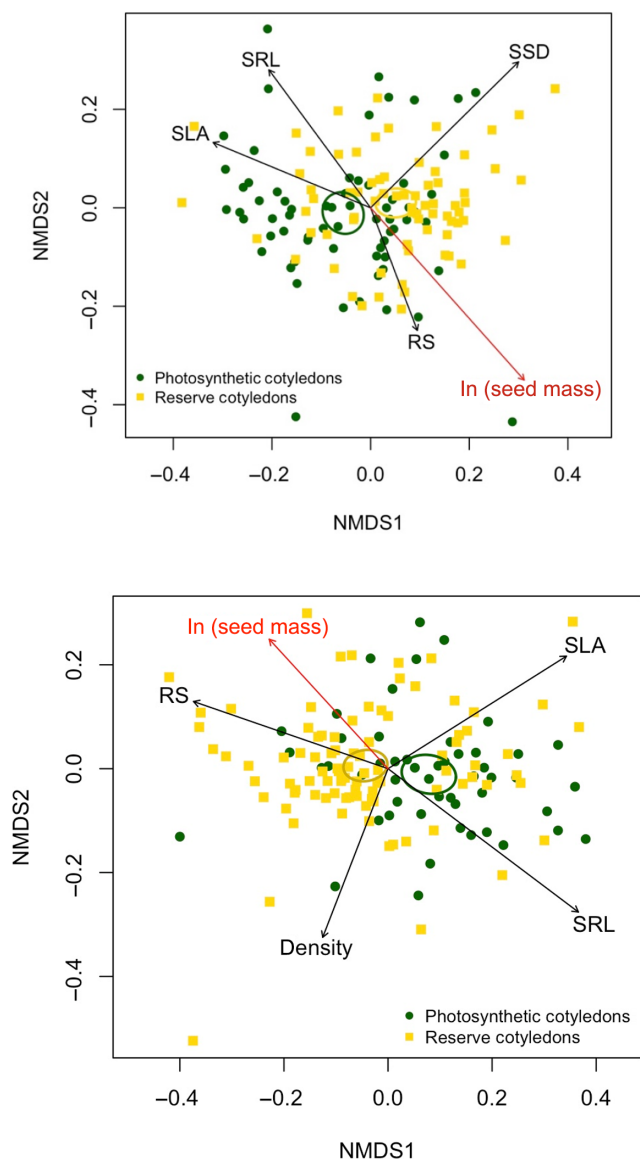 SRL
SSD
SLA
0.2
0.0
−0.2
−0.4
NMDS2
RS
In (seed mass)
Photosynthetic cotyledons
Reserve cotyledons
−0.4
−0.2
0.0
0.2
0.4
NMDS1
In (seed mass)
SLA
RS
0.2
0.0
−0.2
−0.4
NMDS2
SRL
Density
Photosynthetic cotyledons
Reserve cotyledons
−0.4
−0.2
0.0
0.2
0.4
NMDS1